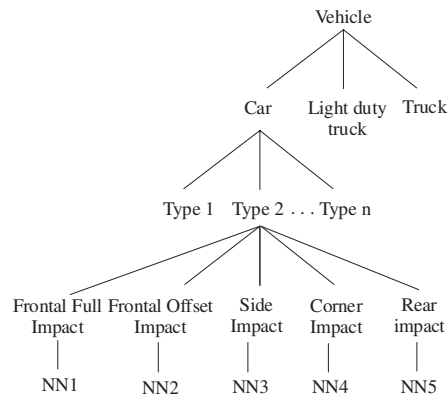 Vehicle
Car Light duty Truck
truck
Type 1 Type 2 . . . Type n
Frontal Full Frontal Offset Side Corner Rear
Impact Impact Impact Impact impact
NN1 NN2 NN3 NN4 NN5